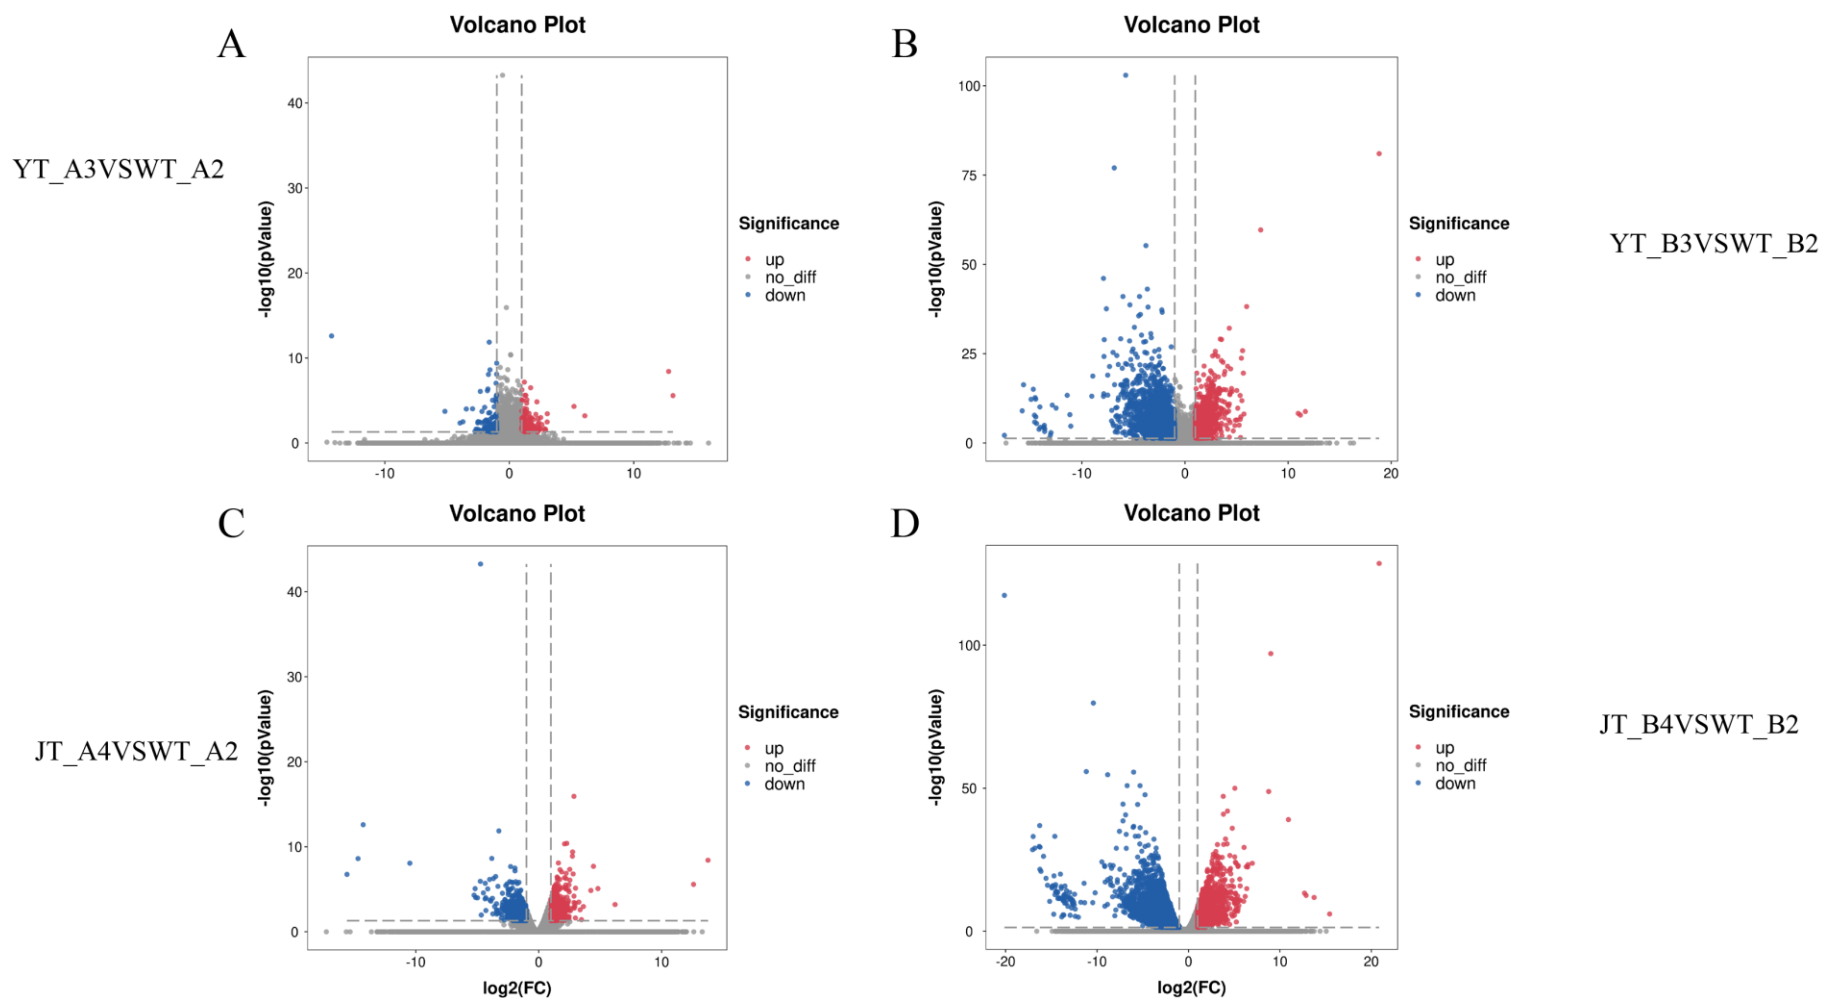 A
Volcano Plot
YT_A3VSWT_A2
-log10(pValue)
40
30
20
10
0
-10
0
10
Significance
up
no_diff
down
B
Volcano Plot
YT_B3VSWT_B2
-log10(pValue)
100
75
50
25
0
-10
0
10
20
Significance
up
no_diff
down
C
Volcano Plot
JT_A4VSWT_A2
-log10(pValue)
40
30
20
10
0
-10
0
10
log2(FC)
Significance
up
no_diff
down
D
Volcano Plot
JT_B4VSWT_B2
-log10(pValue)
100
50
0
-20
-10
0
10
20
log2(FC)
Significance
up
no_diff
down